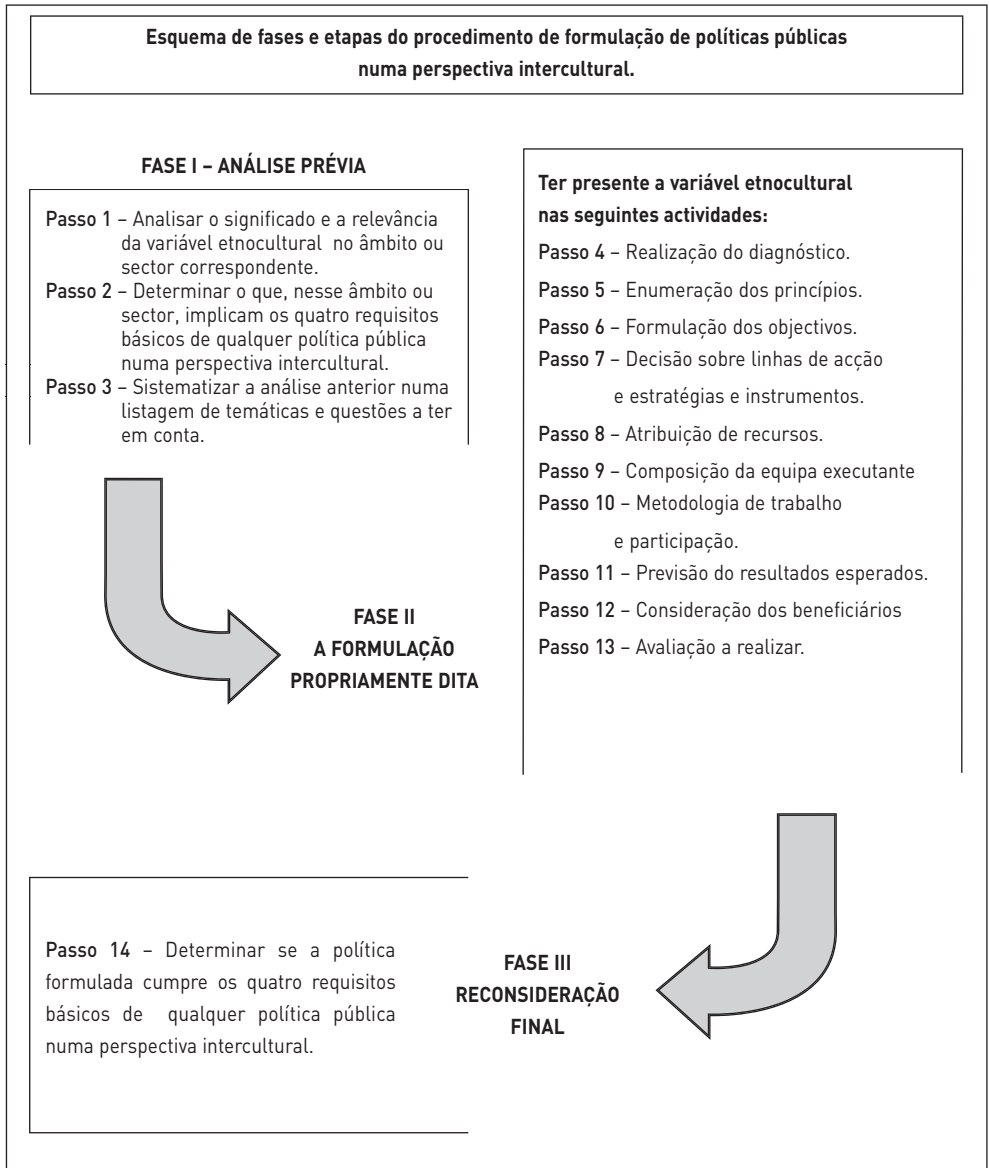 Esquema de fases e etapas do procedimento de formulação de políticas públicas
numa perspectiva intercultural.
FASE I – ANÁLISE PRÉVIA
Passo 1 – Analisar o significado e a relevância
da variável etnocultural no âmbito ou
sector correspondente.
Passo 2 – Determinar o que, nesse âmbito ou
sector, implicam os quatro requisitos
básicos de qualquer política pública
numa perspectiva intercultural.
Passo 3 – Sistematizar a análise anterior numa
listagem de temáticas e questões a ter
em conta.
FASE II
A FORMULAÇÃO
PROPRIAMENTE DITA
Ter presente a variável etnocultural
nas seguintes actividades:
Passo 4 – Realização do diagnóstico.
Passo 5 – Enumeração dos princípios.
Passo 6 – Formulação dos objectivos.
Passo 7 – Decisão sobre linhas de acção
e estratégias e instrumentos.
Passo 8 – Atribuição de recursos.
Passo 9 – Composição da equipa executante
Passo 10 – Metodologia de trabalho
e participação.
Passo 11 – Previsão do resultados esperados.
Passo 12 – Consideração dos beneficiários
Passo 13 – Avaliação a realizar.
FASE III
RECONSIDERAÇÃO
FINAL
Passo 14 – Determinar se a política
formulada cumpre os quatro requisitos
básicos de qualquer política pública
numa perspectiva intercultural.